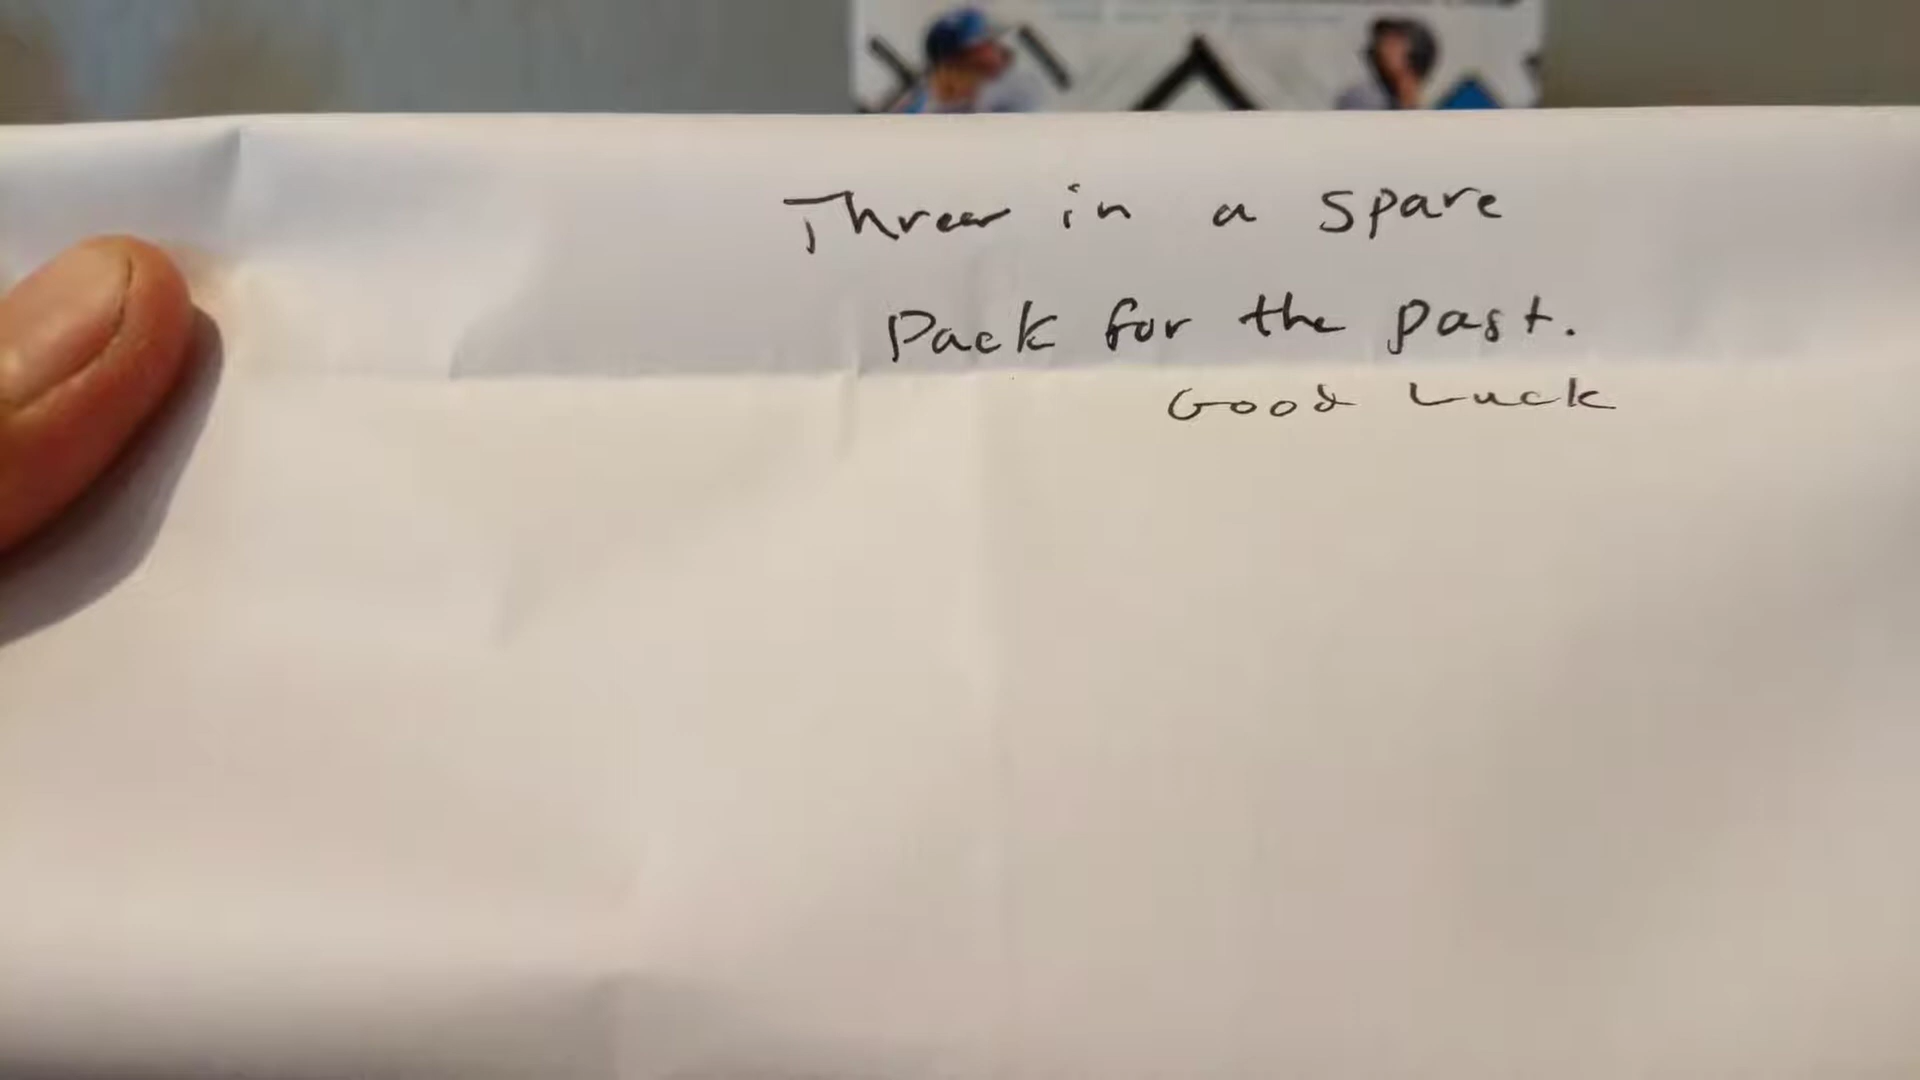 Threw in a spare
Pack for the past.
Good Luck